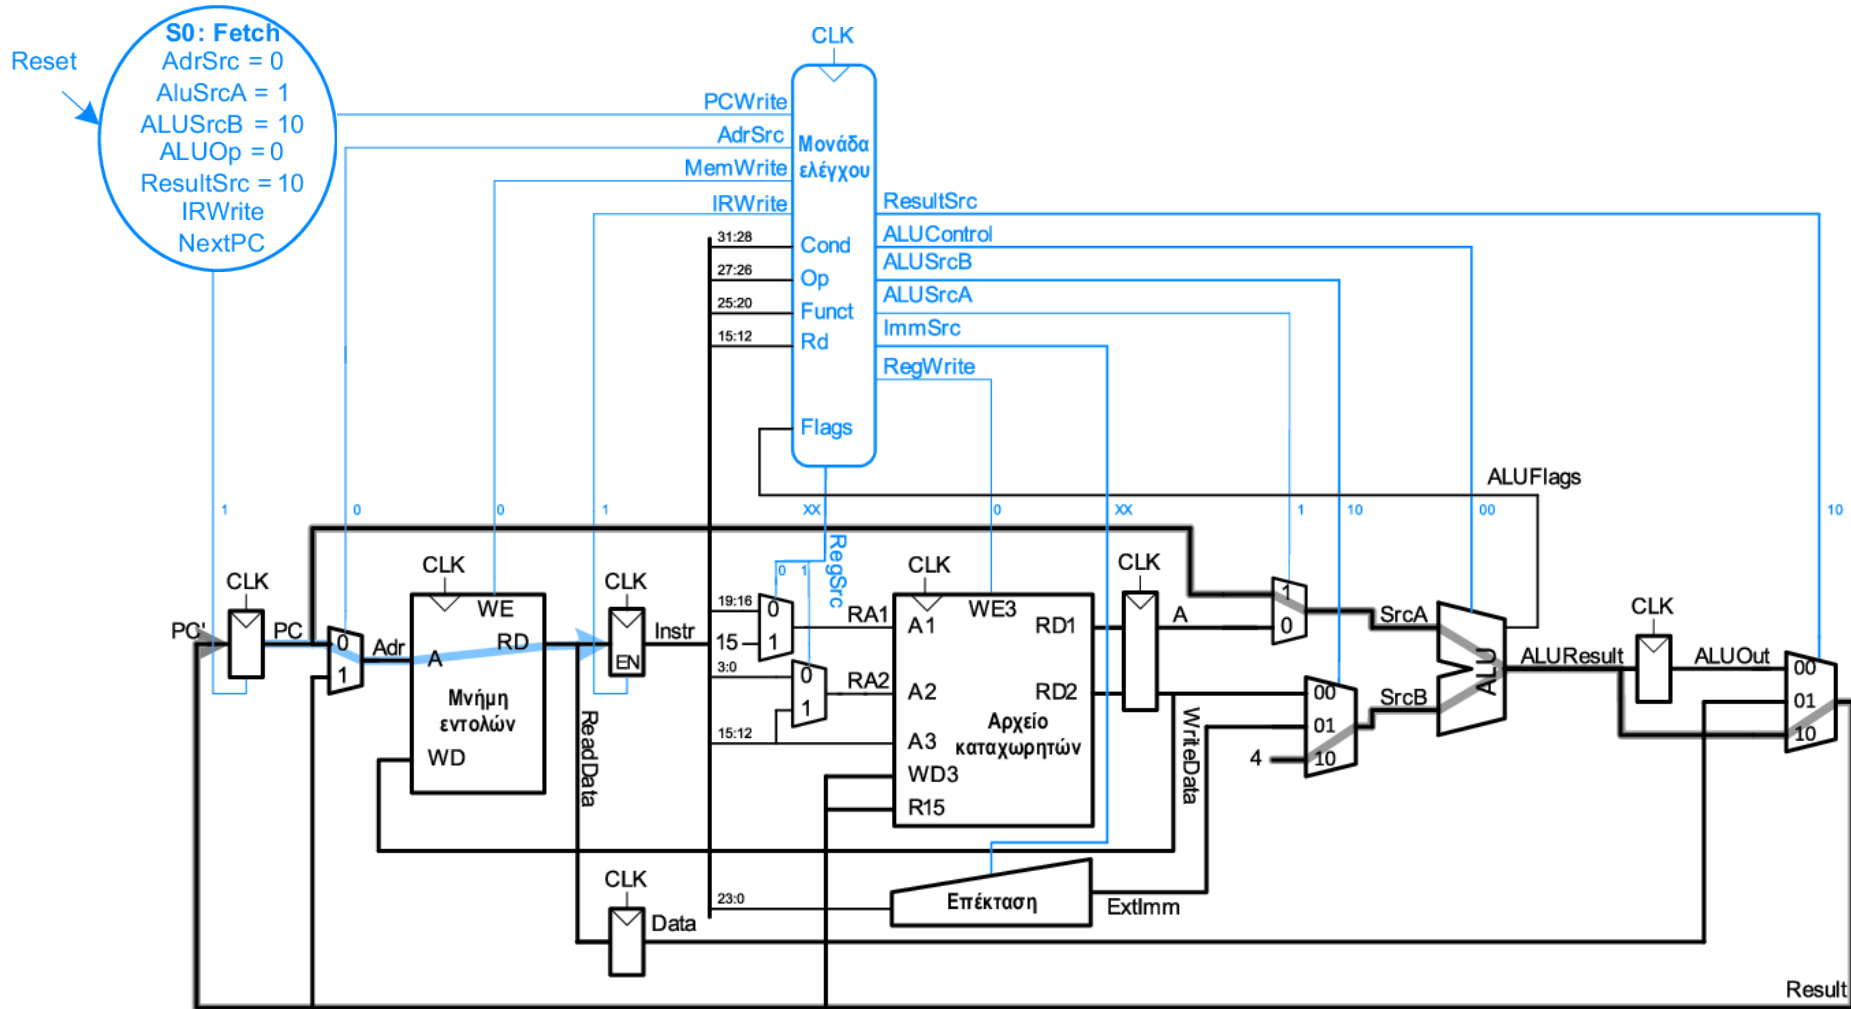 S0: Fetch
AdrSrc = 0
AluSrcA = 1
ALUSrcB = 10
ALUOp = 0
ResultSrc = 10
IRWrite
NextPC
Reset
CLK
PCWrite
AdrSrc
MemWrite
IRWrite
Μονάδα
ελέγχου
ResultSrc
ALUControl
ALUSrcB
ALUSrcA
ImmSrc
RegWrite
31:28
Cond
27:26
Op
25:20
Funct
15:12
Rd
Flags
ALUFlags
1
0
0
1
XX
0
XX
1
10
00
10
RegSrc
0 1
CLK
PC'
PC
0
1
Adr
CLK
WE
A
RD
Μνήμη
εντολών
WD
CLK
EN
Instr
ReadData
19:16
15
0
1
RA1
3:0
0
1
RA2
15:12
CLK
WE3
A1
RD1
A2
RD2
A3
Αρχείο
καταχωρητών
WD3
R15
CLK
A
WriteData
1
0
SrcA
00
01
10
4
SrcB
ALU
ALUResult
CLK
ALUOut
00
01
10
23:0
Επέκταση
ExtImm
CLK
Data
Result